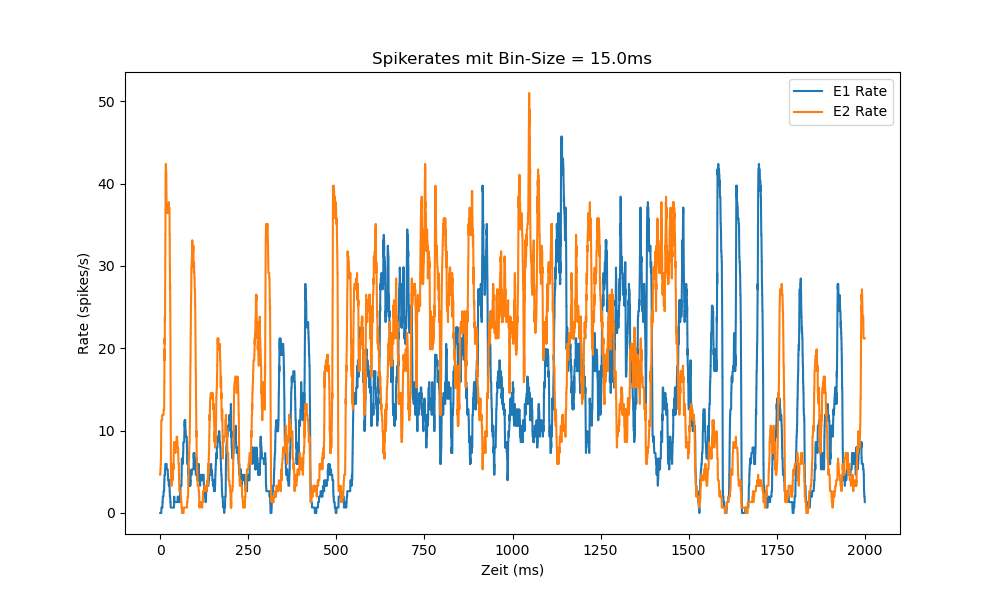 Spikerates mit Bin-Size = 15.0ms
E1 Rate
E2 Rate
50
40
30
20
10
0
Rate (spikes/s)
0 250 500 750 1000 1250 1500 1750 2000
Zeit (ms)